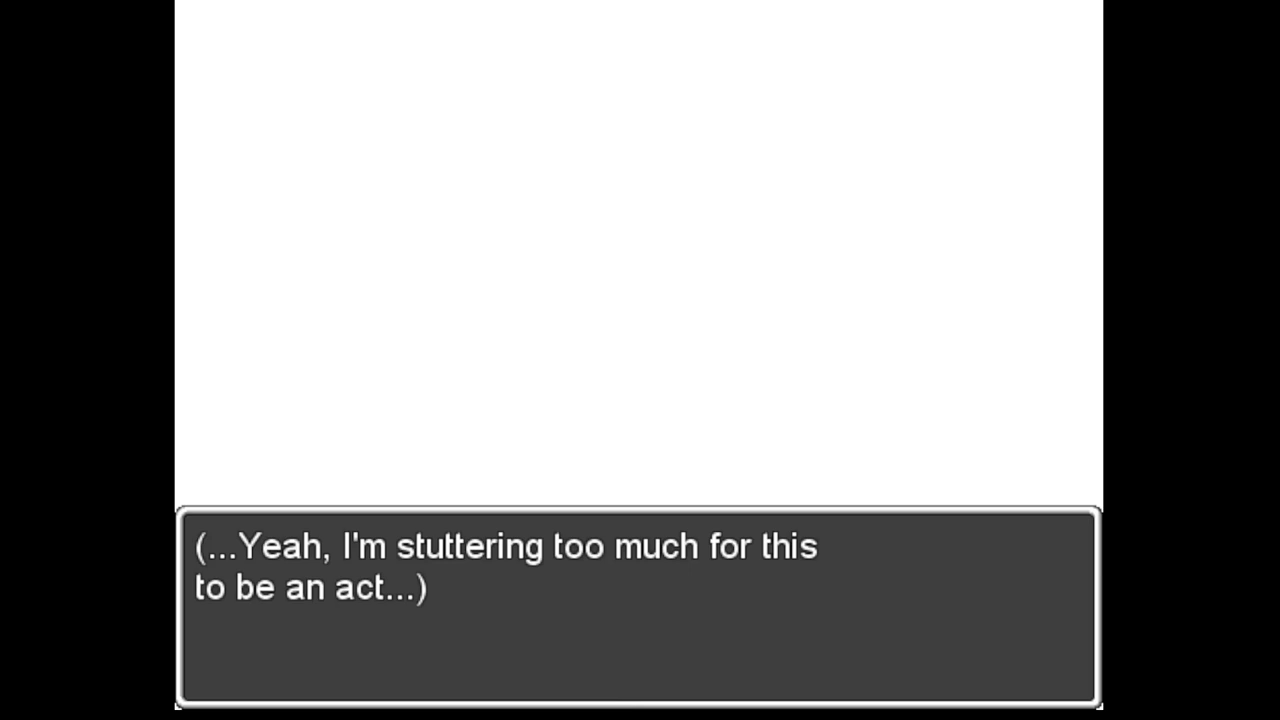 (...Yeah, I'm stuttering too much for this
to be an act...)